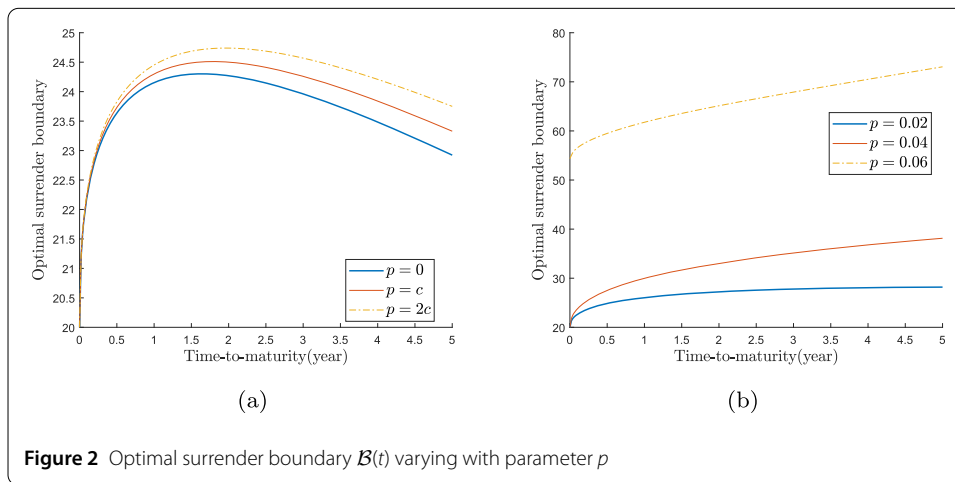 25
24.5
24
23.5
23
22.5
22
21.5
21
20.5
20
Optimal surrender boundary
0 0.5 1 1.5 2 2.5 3 3.5 4 4.5 5
Time-to-maturity(year)
p = 0
p = c
p = 2c
(a)
80
70
60
50
40
30
20
Optimal surrender boundary
0 0.5 1 1.5 2 2.5 3 3.5 4 4.5 5
Time-to-maturity(year)
p = 0.02
p = 0.04
p = 0.06
(b)
Figure 2 Optimal surrender boundary 𝓑(t) varying with parameter p